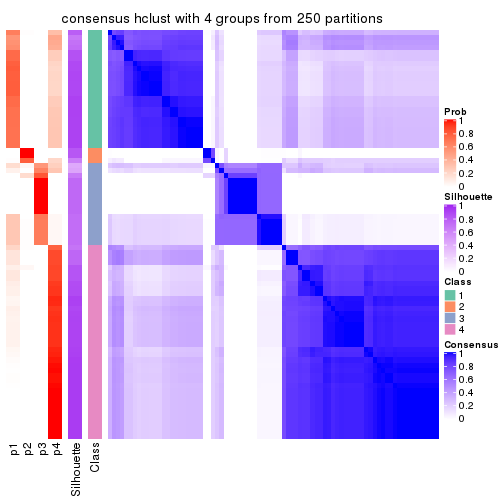 consensus hclust with 4 groups from 250 partitions
Prob
1
0.8
0.6
0.4
0.2
0
Silhouette
1
0.8
0.6
0.4
0.2
0
Class
1
2
3
4
Consensus
1
0.8
0.6
0.4
0.2
0
p1
p2
p3
p4
Silhouette
Class